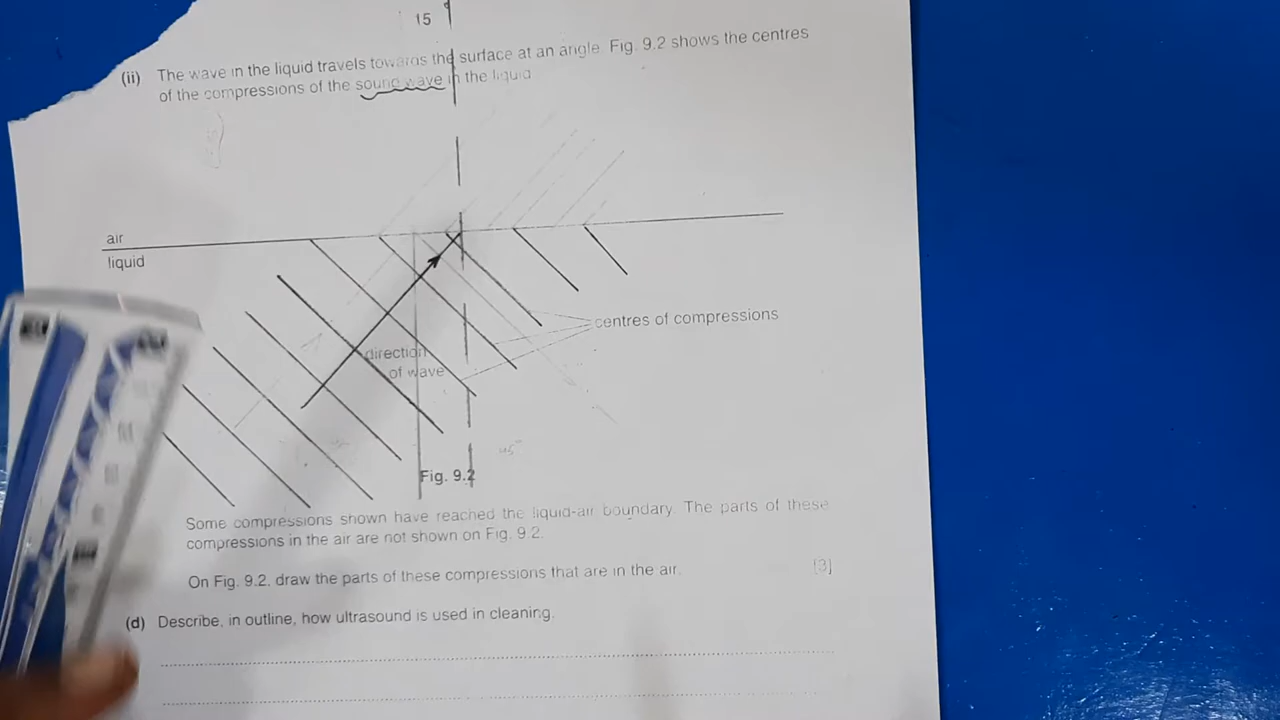 15
(ii) The wave in the liquid travels towards the surface at an angle. Fig. 9.2 shows the centres
of the compressions of the sound wave in the liquid
air
liquid
centres of compressions
direction
of wave
45°
Fig. 9.2
Some compressions shown have reached the liquid-air boundary. The parts of these
compressions in the air are not shown on Fig. 9.2.
On Fig. 9.2, draw the parts of these compressions that are in the air.
[3]
(d) Describe, in outline, how ultrasound is used in cleaning.